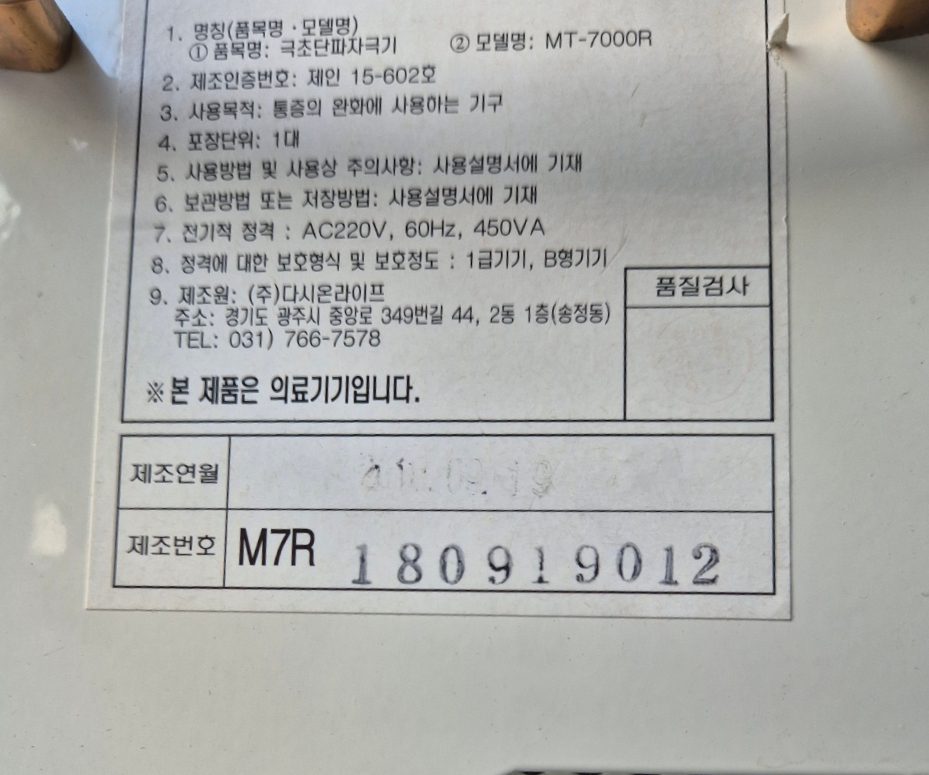 1. 명칭(품목명 · 모델명)
① 품목명: 극초단파자극기 ② 모델명: MT-7000R
2. 제조인증번호: 제인 15-602호
3. 사용목적: 통증의 완화에 사용하는 기구
4. 포장단위: 1대
5. 사용방법 및 사용상 주의사항: 사용설명서에 기재
6. 보관방법 또는 저장방법: 사용설명서에 기재
7. 전기적 정격 : AC220V, 60Hz, 450VA
8. 정격에 대한 보호형식 및 보호정도 : 1급기기, B형기기
9. 제조원: (주)다시온라이프
주소: 경기도 광주시 중앙로 349번길 44, 2동 1층(송정동)
TEL: 031) 766-7578
※ 본 제품은 의료기기입니다.
품질검사
제조연월
제조번호 M7R 180919012